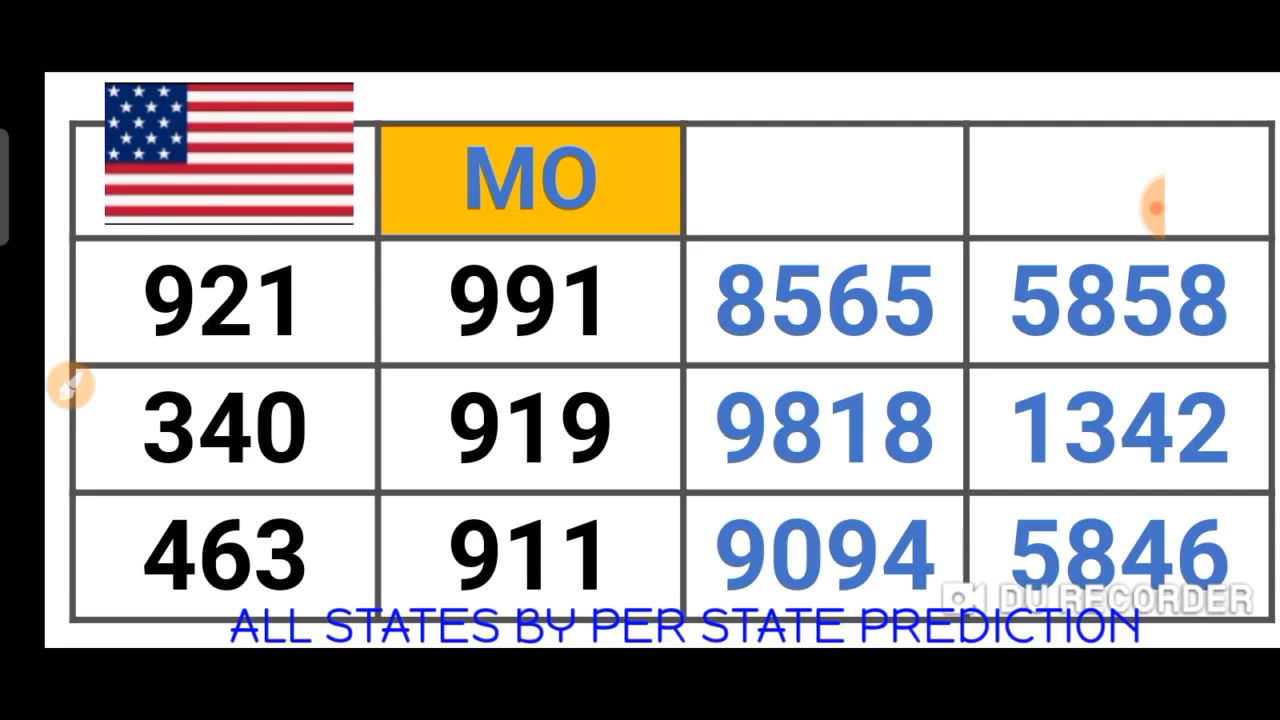 MO
921 991 8565 5858
340 919 9818 1342
463 911 9094 5846
DU RECORDER
ALL STATES BY PER STATE PREDICTION